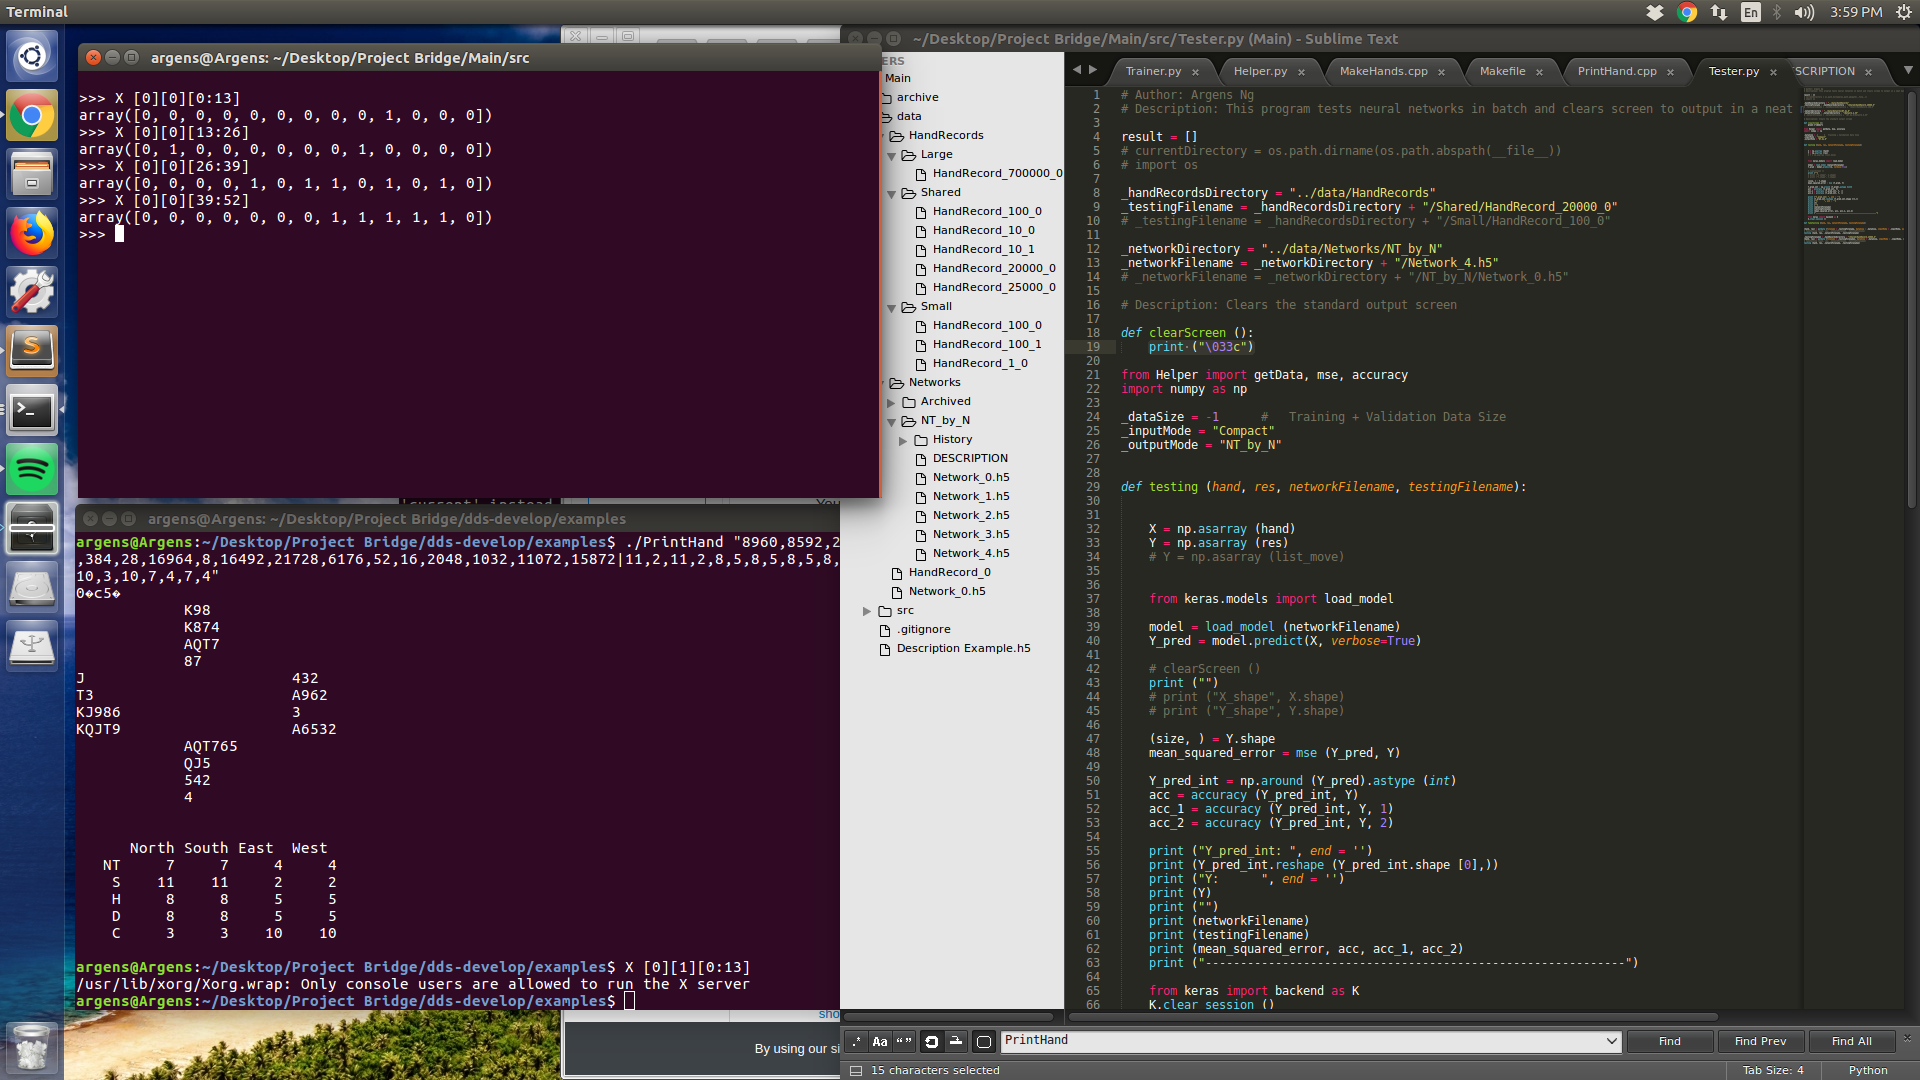 Terminal
En
3:59 PM
argens@Argens: ~/Desktop/Project Bridge/Main/src
>>> X [0][0][0:13]
array([0, 0, 0, 0, 0, 0, 0, 0, 0, 1, 0, 0, 0])
>>> X [0][0][13:26]
array([0, 1, 0, 0, 0, 0, 0, 0, 1, 0, 0, 0, 0])
>>> X [0][0][26:39]
array([0, 0, 0, 0, 1, 0, 1, 1, 0, 1, 0, 1, 0])
>>> X [0][0][39:52]
array([0, 0, 0, 0, 0, 0, 0, 1, 1, 1, 1, 1, 0])
>>>
'current' instead
argens@Argens: ~/Desktop/Project Bridge/dds-develop/examples
argens@Argens:~/Desktop/Project Bridge/dds-develop/examples$ ./PrintHand "8960,8592,2
,384,28,16964,8,16492,21728,6176,52,16,2048,1032,11072,15872|11,2,11,2,8,5,8,5,8,5,8,
10,3,10,7,4,7,4"
0�c5�
K98
K874
AQT7
87
J 432
T3 A962
KJ986 3
KQJT9 A6532
AQT765
QJ5
542
4
North South East West
NT 7 7 4 4
S 11 11 2 2
H 8 8 5 5
D 8 8 5 5
C 3 3 10 10
argens@Argens:~/Desktop/Project Bridge/dds-develop/examples$ X [0][1][0:13]
/usr/lib/xorg/Xorg.wrap: Only console users are allowed to run the X server
argens@Argens:~/Desktop/Project Bridge/dds-develop/examples$
sho
By using our si
~/Desktop/Project Bridge/Main/src/Tester.py (Main) - Sublime Text
ERS
Main
archive
data
HandRecords
Large
HandRecord_700000_0
Shared
HandRecord_100_0
HandRecord_10_0
HandRecord_10_1
HandRecord_20000_0
HandRecord_25000_0
Small
HandRecord_100_0
HandRecord_100_1
HandRecord_1_0
Networks
Archived
NT_by_N
History
DESCRIPTION
Network_0.h5
Network_1.h5
Network_2.h5
Network_3.h5
Network_4.h5
HandRecord_0
Network_0.h5
src
.gitignore
Description Example.h5
Trainer.py Helper.py MakeHands.cpp Makefile PrintHand.cpp Tester.py SCRIPTION
1 # Author: Argens Ng
2 # Description: This program tests neural networks in batch and clears screen to output in a neat
3
4 result = []
5 # currentDirectory = os.path.dirname(os.path.abspath(__file__))
6 # import os
7
8 _handRecordsDirectory = "../data/HandRecords"
9 _testingFilename = _handRecordsDirectory + "/Shared/HandRecord_20000_0"
10 # _testingFilename = _handRecordsDirectory + "/Small/HandRecord_100_0"
11
12 _networkDirectory = "../data/Networks/NT_by_N"
13 _networkFilename = _networkDirectory + "/Network_4.h5"
14 # _networkFilename = _networkDirectory + "/NT_by_N/Network_0.h5"
15
16 # Description: Clears the standard output screen
17
18 def clearScreen ():
19 print·("\033c")
20
21 from Helper import getData, mse, accuracy
22 import numpy as np
23
24 _dataSize = -1 # Training + Validation Data Size
25 _inputMode = "Compact"
26 _outputMode = "NT_by_N"
27
28
29 def testing (hand, res, networkFilename, testingFilename):
30
31
32 X = np.asarray (hand)
33 Y = np.asarray (res)
34 # Y = np.asarray (list_move)
35
36
37 from keras.models import load_model
38
39 model = load_model (networkFilename)
40 Y_pred = model.predict(X, verbose=True)
41
42 # clearScreen ()
43 print ("")
44 # print ("X_shape", X.shape)
45 # print ("Y_shape", Y.shape)
46
47 (size, ) = Y.shape
48 mean_squared_error = mse (Y_pred, Y)
49
50 Y_pred_int = np.around (Y_pred).astype (int)
51 acc = accuracy (Y_pred_int, Y)
52 acc_1 = accuracy (Y_pred_int, Y, 1)
53 acc_2 = accuracy (Y_pred_int, Y, 2)
54
55 print ("Y_pred_int: ", end = '')
56 print (Y_pred_int.reshape (Y_pred_int.shape [0],))
57 print ("Y: ", end = '')
58 print (Y)
59 print ("")
60 print (networkFilename)
61 print (testingFilename)
62 print (mean_squared_error, acc, acc_1, acc_2)
63 print ("------------------------------------------------------------")
64
65 from keras import backend as K
66 K.clear_session ()
.* Aa “” PrintHand Find Find Prev Find All
15 characters selected Tab Size: 4 Python